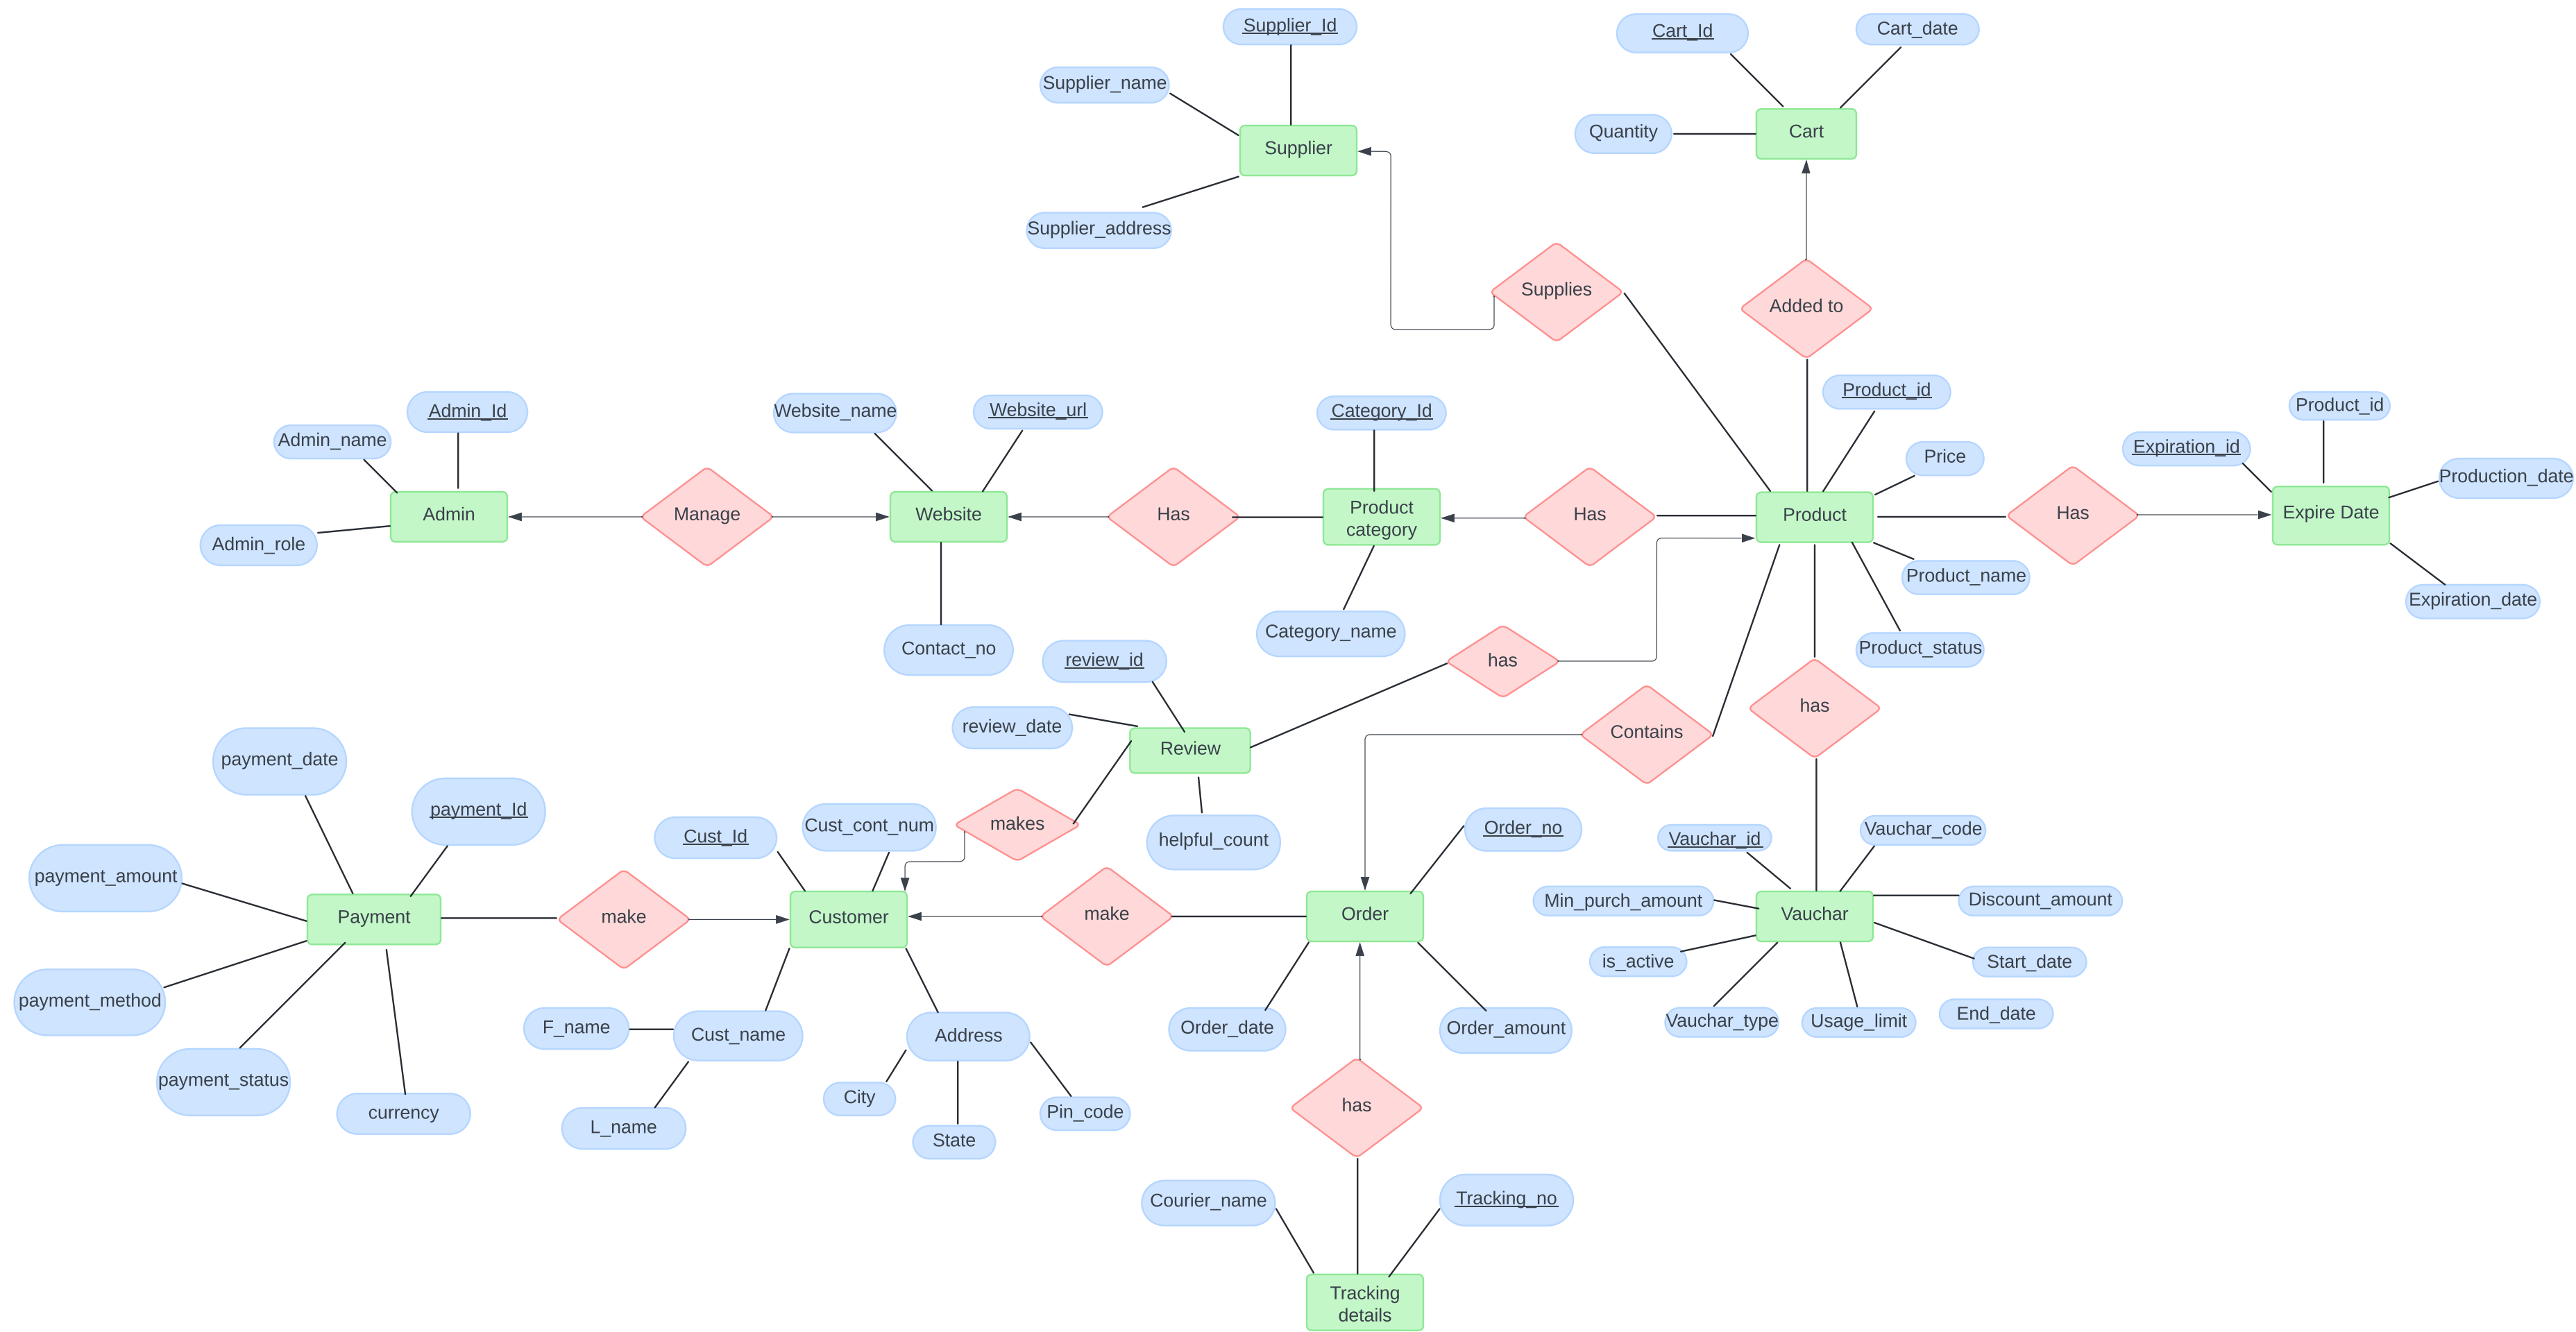 Supplier_Id
Cart_Id
Cart_date
Supplier_name
Quantity
Cart
Supplier
Supplier_address
Supplies
Added to
Product_id
Product_id
Admin_Id
Website_name
Website_url
Category_Id
Admin_name
Expiration_id
Price
Production_date
Admin
Manage
Website
Has
Product
category
Has
Product
Has
Expire Date
Admin_role
Product_name
Expiration_date
Contact_no
Category_name
Product_status
review_id
has
review_date
Review
Contains
has
payment_date
payment_Id
Cust_Id
Cust_cont_num
makes
helpful_count
Order_no
Vauchar_id
Vauchar_code
payment_amount
Payment
make
Customer
make
Order
Min_purch_amount
Vauchar
Discount_amount
is_active
Start_date
payment_method
F_name
Cust_name
Address
Order_date
Order_amount
Vauchar_type
Usage_limit
End_date
payment_status
currency
L_name
City
State
Pin_code
has
Courier_name
Tracking_no
Tracking
details